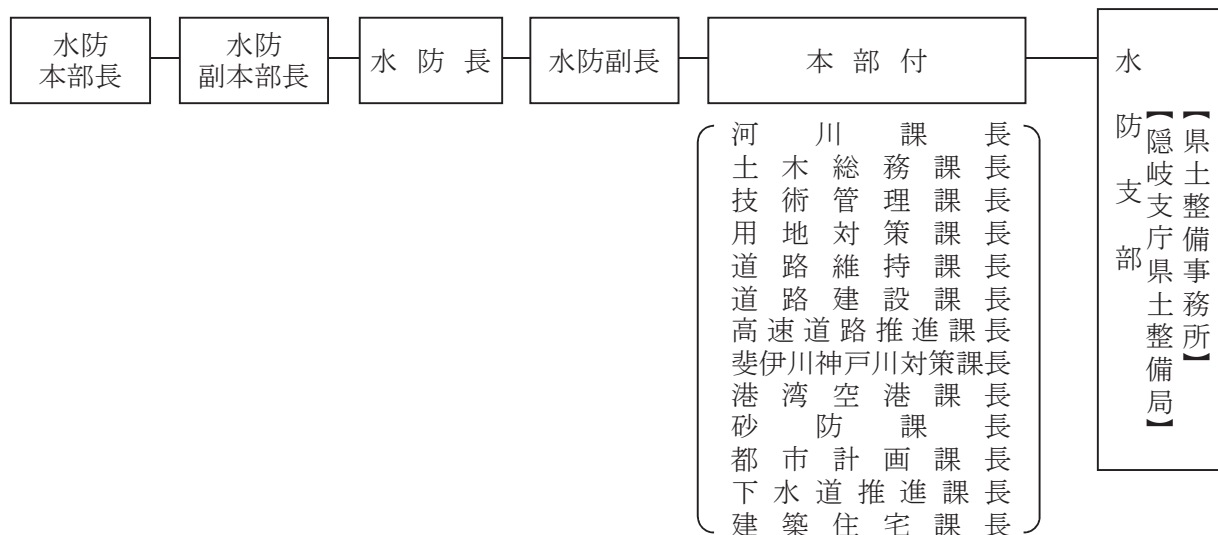 水防
本部長
水防
副本部長
水防長
水防副長
本部付
河川課長
土木総務課長
技術管理課長
用地対策課長
道路維持課長
道路建設課長
高速道路推進課長
斐伊川神戸川対策課長
港湾空港課長
砂防課長
都市計画課長
下水道推進課長
建築住宅課長
水防支部
【県土整備事務所】
【隠岐支庁県土整備局】